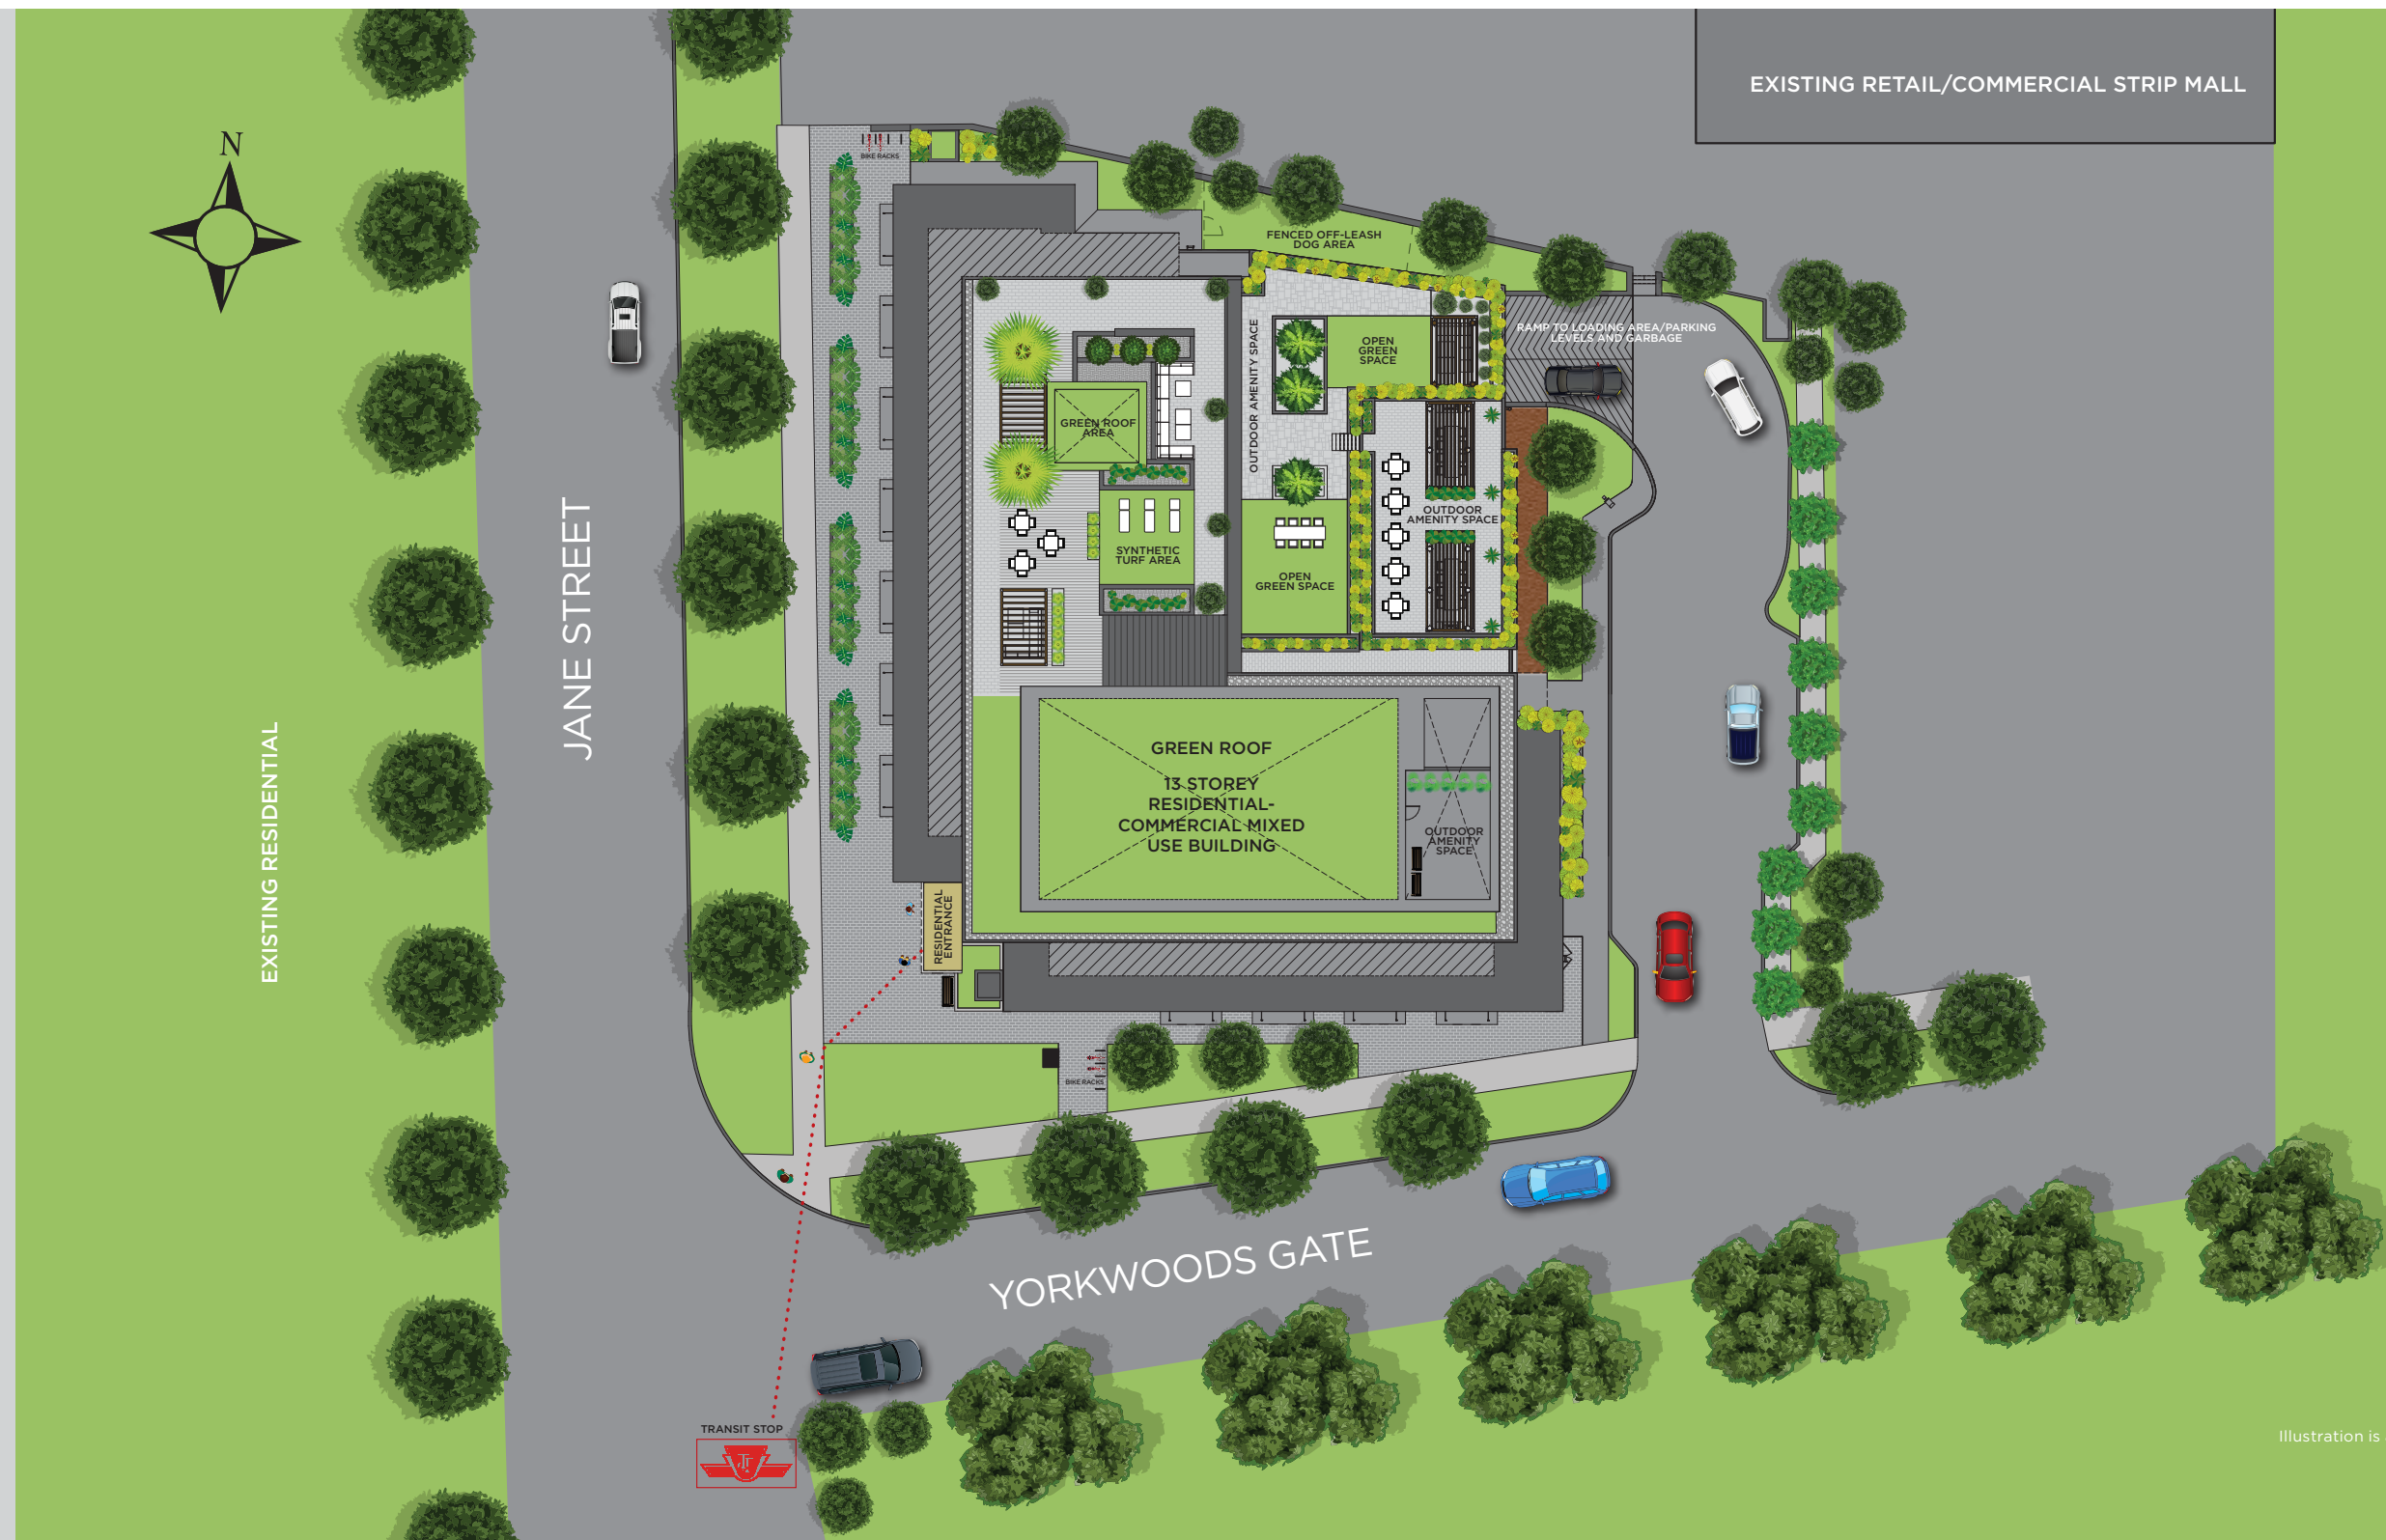 EXISTING RETAIL/COMMERCIAL STRIP MALL
N
BIKE RACKS
FENCED OFF-LEASH
DOG AREA
RAMP TO LOADING AREA/PARKING
LEVELS AND GARBAGE
OUTDOOR AMENITY SPACE
OPEN
GREEN
SPACE
GREEN ROOF
AREA
OUTDOOR
AMENITY SPACE
SYNTHETIC
TURF AREA
OPEN
GREEN SPACE
JANE STREET
EXISTING RESIDENTIAL
GREEN ROOF
13 STOREY
RESIDENTIAL-
COMMERCIAL MIXED
USE BUILDING
OUTDOOR
AMENITY
SPACE
RESIDENTIAL
ENTRANCE
BIKE RACKS
YORKWOODS GATE
TRANSIT STOP
TTC
Illustration is